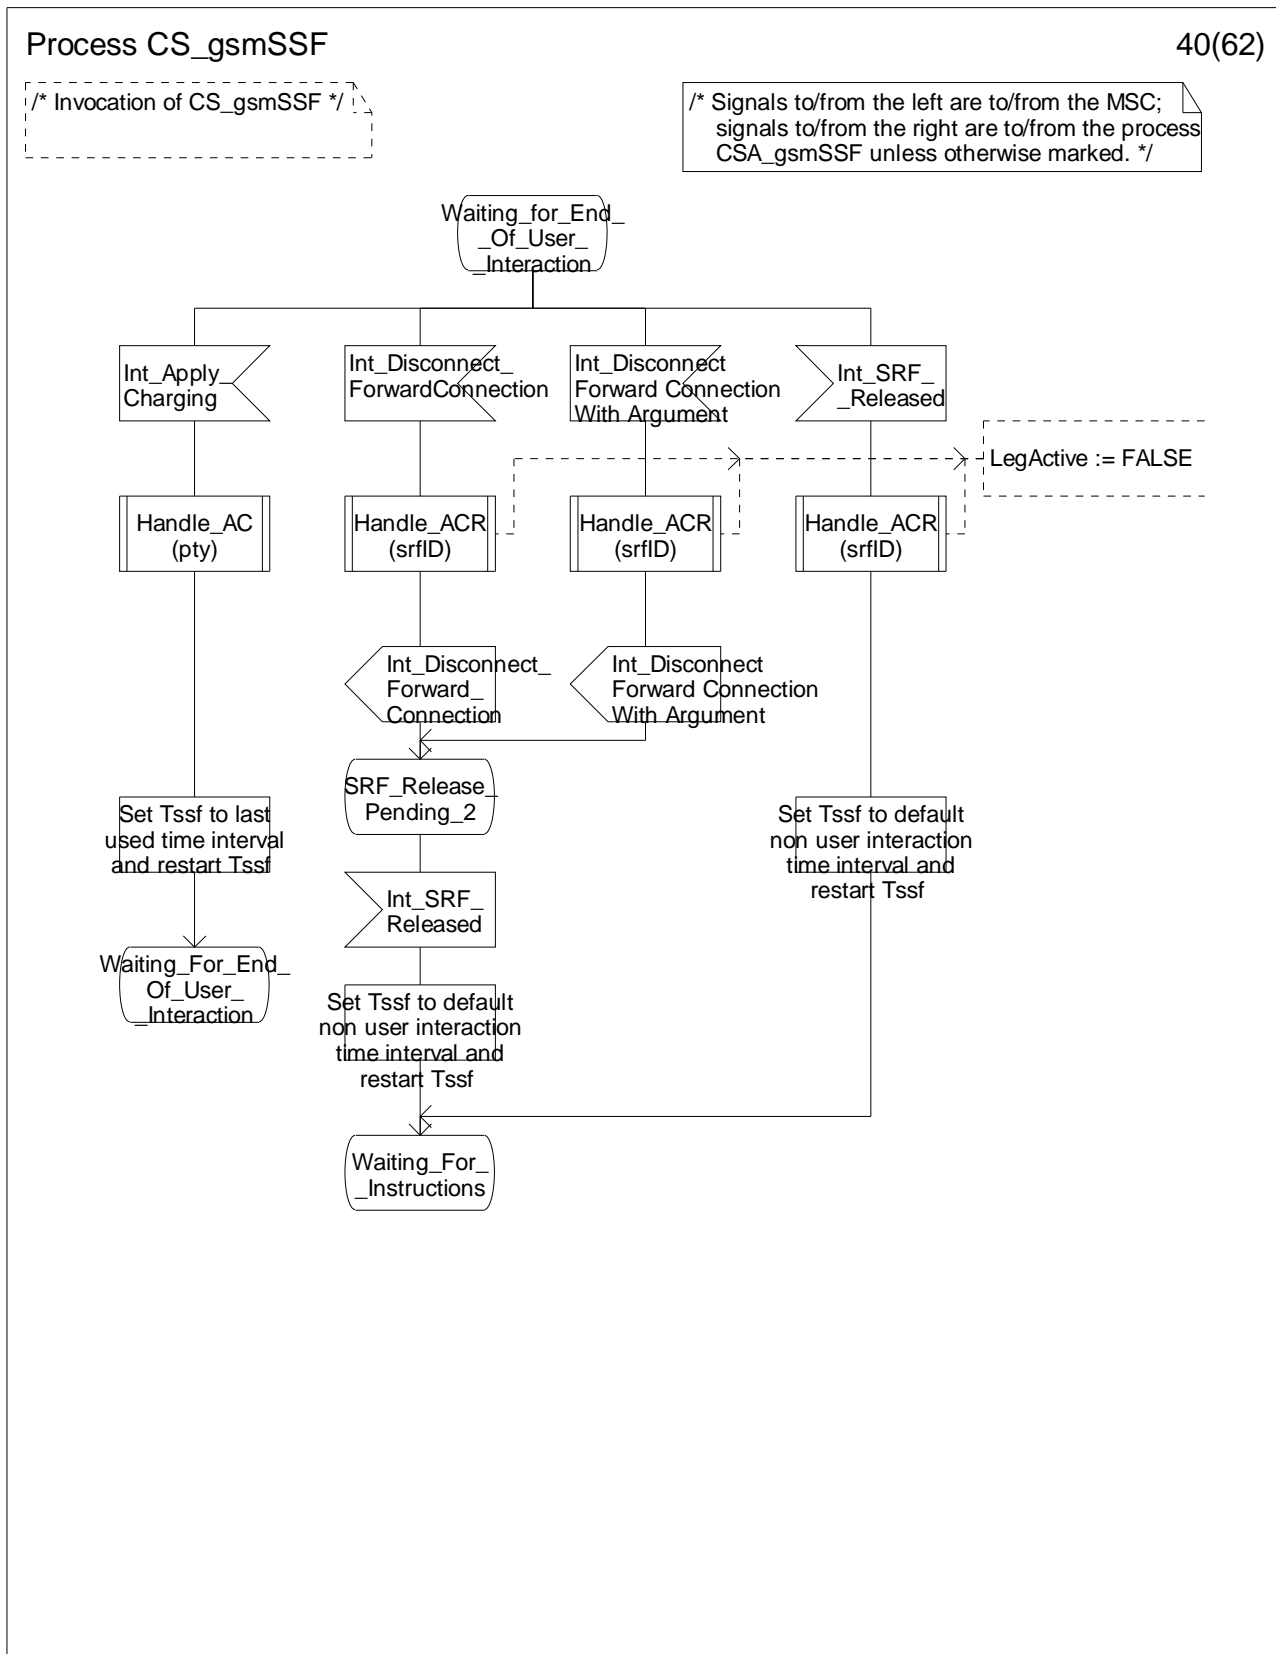 Process CS_gsmSSF
40(62)
/* Invocation of CS_gsmSSF */
/* Signals to/from the left are to/from the MSC;
signals to/from the right are to/from the process
CSA_gsmSSF unless otherwise marked. */
Waiting_for_End_
_Of_User_
_Interaction
Int_Apply_
Charging
Int_Disconnect_
ForwardConnection
Int_Disconnect
Forward Connection
With Argument
Int_SRF_
_Released
LegActive := FALSE
Handle_AC
(pty)
Handle_ACR
(srfID)
Handle_ACR
(srfID)
Handle_ACR
(srfID)
Int_Disconnect_
Forward_
Connection
Int_Disconnect
Forward Connection
With Argument
SRF_Release_
Pending_2
Set Tssf to last
used time interval
and restart Tssf
Set Tssf to default
non user interaction
time interval and
restart Tssf
Int_SRF_
Released
Waiting_For_End_
Of_User_
_Interaction
Set Tssf to default
non user interaction
time interval and
restart Tssf
Waiting_For_
_Instructions